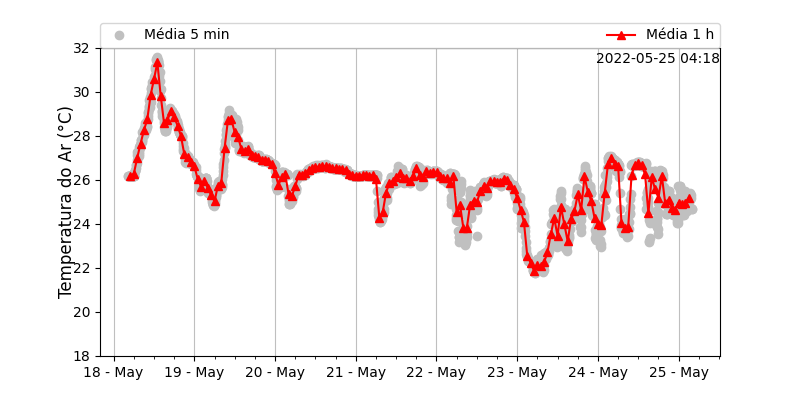 Média 5 min
Média 1 h
2022-05-25 04:18
Temperatura do Ar (°C)
32
30
28
26
24
22
20
18
18 - May
19 - May
20 - May
21 - May
22 - May
23 - May
24 - May
25 - May